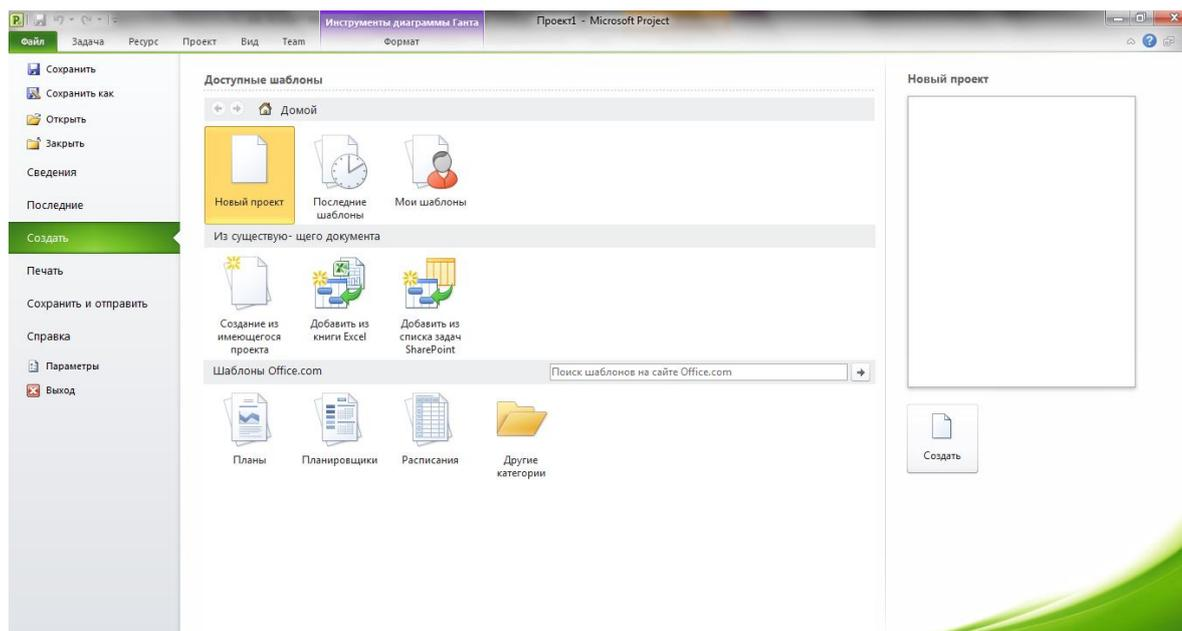 Инструменты диаграммы Ганта
Проект1 - Microsoft Project
Файл Задача Ресурс Проект Вид Team Формат
Сохранить
Сохранить как
Открыть
Закрыть
Сведения
Последние
Создать
Печать
Сохранить и отправить
Справка
Параметры
Выход
Доступные шаблоны
Домой
Новый проект
Последние
шаблоны
Мои шаблоны
Из существую- щего документа
Создание из
имеющегося
проекта
Добавить из
книги Excel
Добавить из
списка задач
SharePoint
Шаблоны Office.com
Поиск шаблонов на сайте Office.com
Планы
Планировщики
Расписания
Другие
категории
Новый проект
Создать